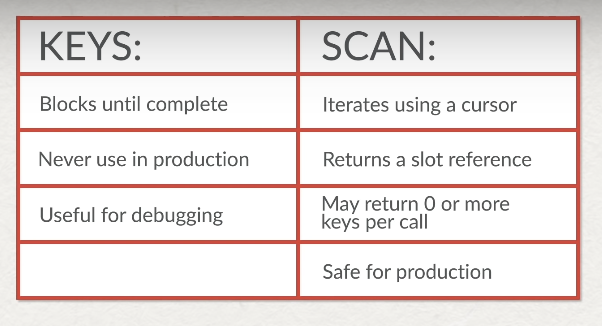 KEYS: SCAN:
Blocks until complete Iterates using a cursor
Never use in production Returns a slot reference
Useful for debugging May return 0 or more
keys per call
Safe for production